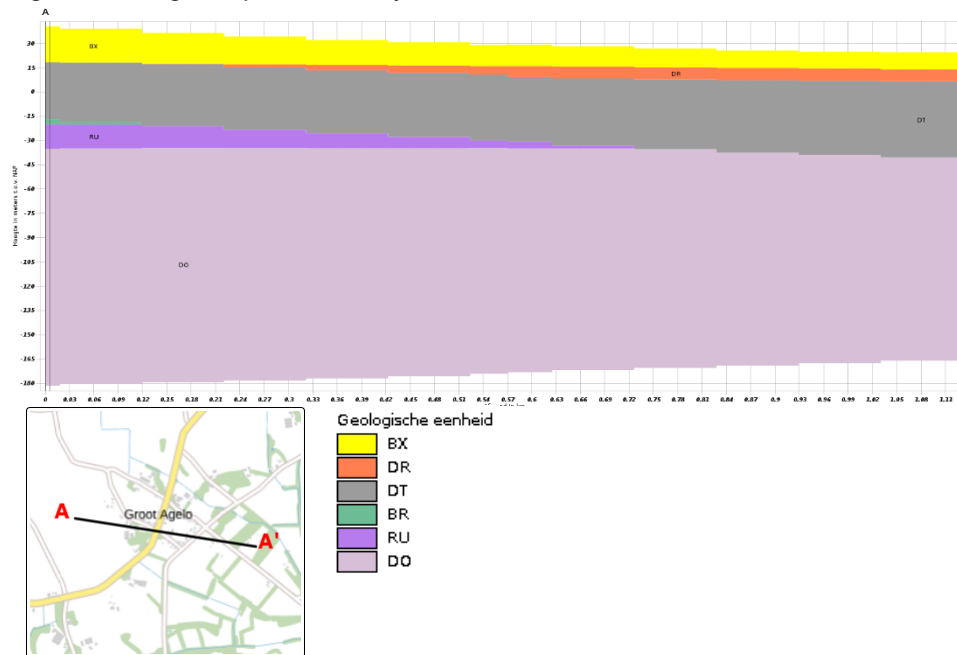 A
30
15
0
-15
-30
-45
-60
-75
-90
-105
-120
-135
-150
-165
-180
Hoogte in meters t.o.v. NAP
BX
DR
DT
RU
DO
0 0.03 0.06 0.09 0.12 0.15 0.18 0.21 0.24 0.27 0.3 0.33 0.36 0.39 0.42 0.45 0.48 0.51 0.54 0.57 0.6 0.63 0.66 0.69 0.72 0.75 0.78 0.82 0.84 0.87 0.9 0.93 0.96 0.99 1.02 1.05 1.08 1.11
A
Groot Agelo
A'
Geologische eenheid
BX
DR
DT
BR
RU
DO